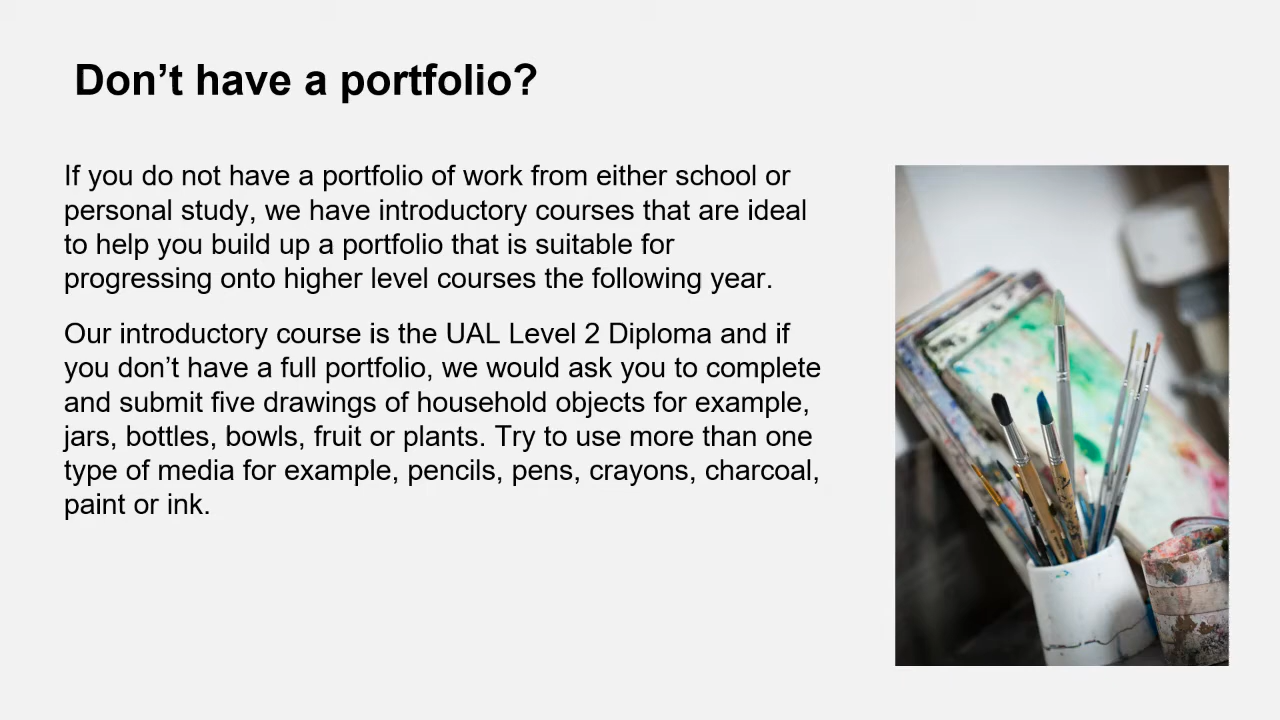 Don’t have a portfolio?
If you do not have a portfolio of work from either school or
personal study, we have introductory courses that are ideal
to help you build up a portfolio that is suitable for
progressing onto higher level courses the following year.
Our introductory course is the UAL Level 2 Diploma and if
you don’t have a full portfolio, we would ask you to complete
and submit five drawings of household objects for example,
jars, bottles, bowls, fruit or plants. Try to use more than one
type of media for example, pencils, pens, crayons, charcoal,
paint or ink.